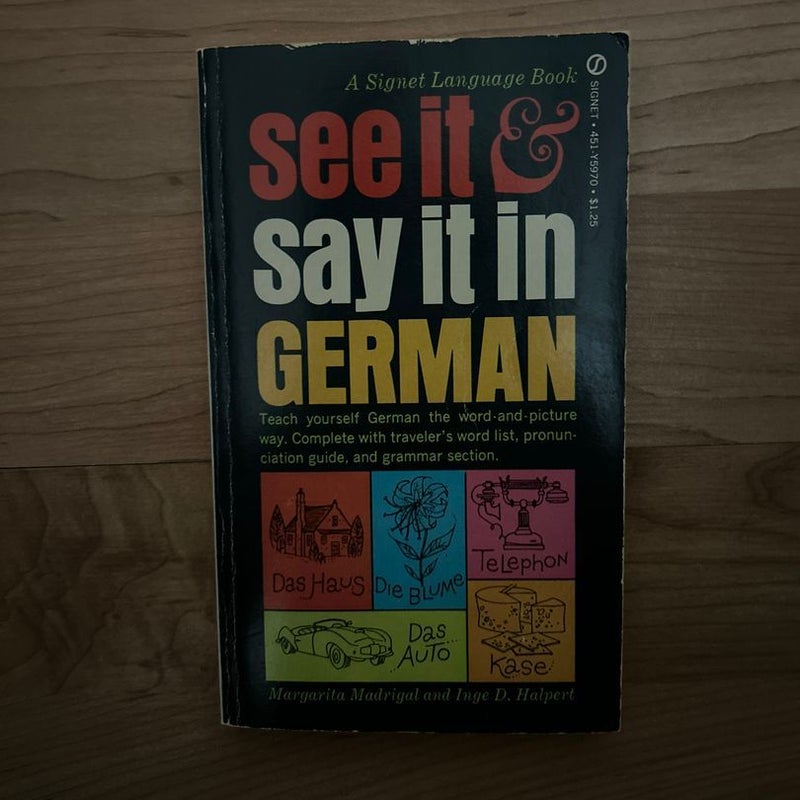 A Signet Language Book
see it &
say it in
GERMAN
Teach yourself German the word-and-picture
way. Complete with traveler's word list, pronun-
ciation guide, and grammar section.
Das Haus
Die BLUME
TeLephoN
Das
AUTO
Käse
Margarita Madrigal and Inge D. Halpert
SIGNET • 451-Y5970 • $1.25